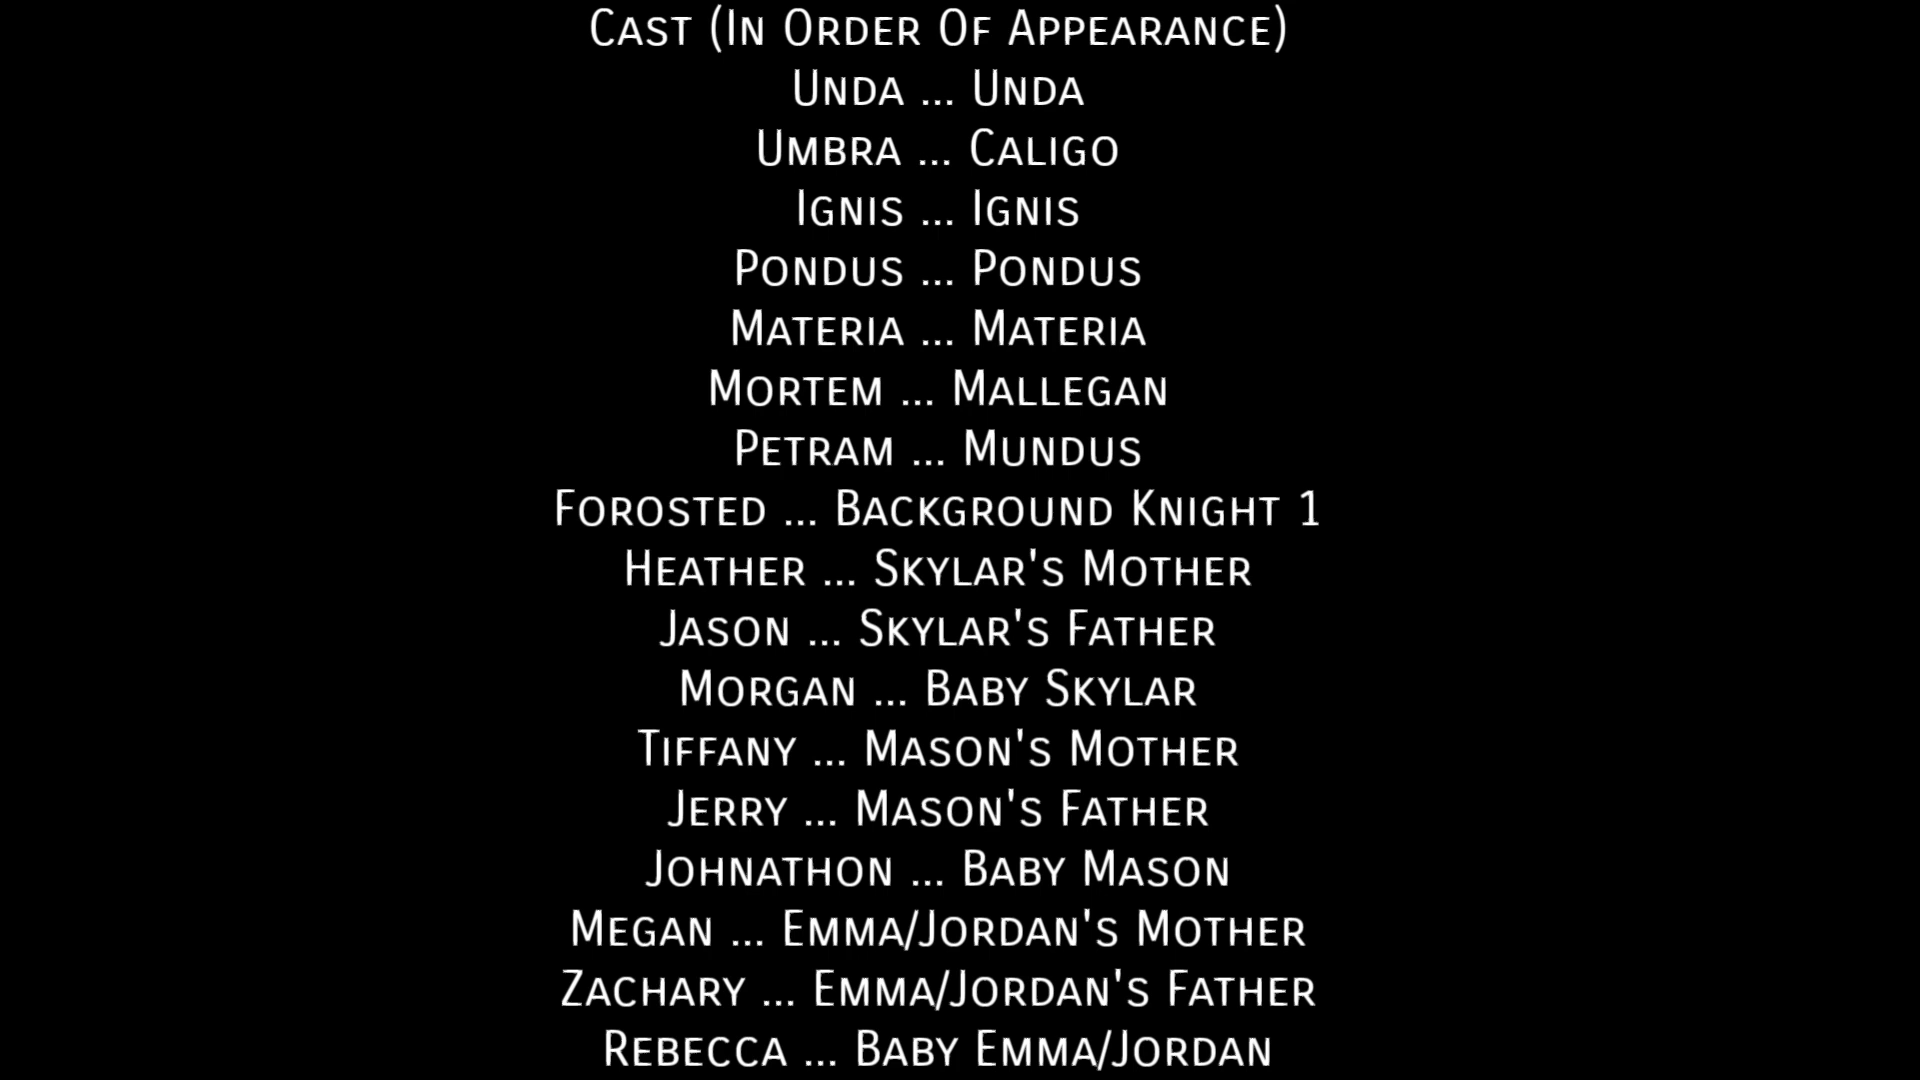 Cast (In Order Of Appearance)
Unda ... Unda
Umbra ... Caligo
Ignis ... Ignis
Pondus ... Pondus
Materia ... Materia
Mortem ... Mallegan
Petram ... Mundus
Forosted ... Background Knight 1
Heather ... Skylar's Mother
Jason ... Skylar's Father
Morgan ... Baby Skylar
Tiffany ... Mason's Mother
Jerry ... Mason's Father
Johnathon ... Baby Mason
Megan ... Emma/Jordan's Mother
Zachary ... Emma/Jordan's Father
Rebecca ... Baby Emma/Jordan